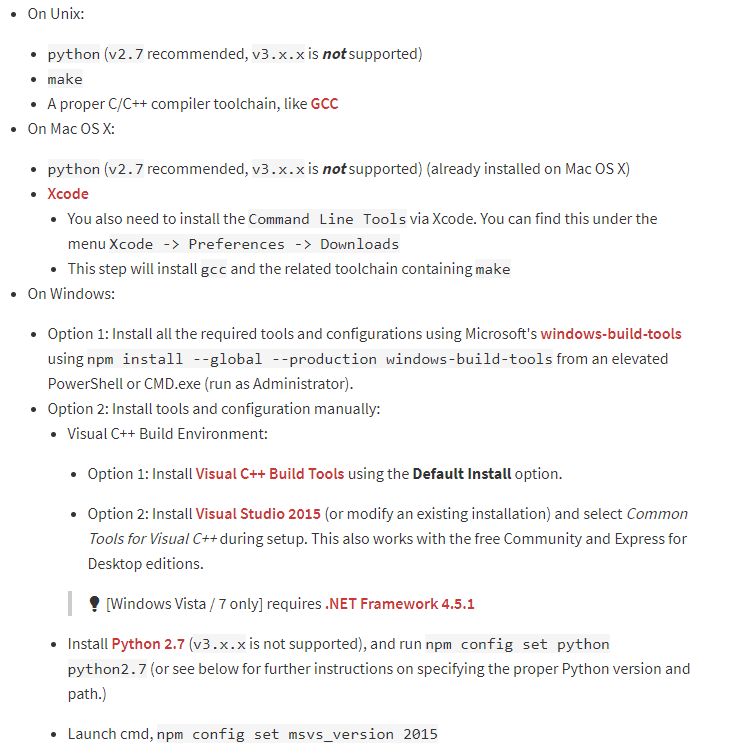 On Unix:
python (v2.7 recommended, v3.x.x is not supported)
make
A proper C/C++ compiler toolchain, like GCC
On Mac OS X:
python (v2.7 recommended, v3.x.x is not supported) (already installed on Mac OS X)
Xcode
You also need to install the Command Line Tools via Xcode. You can find this under the
menu Xcode -> Preferences -> Downloads
This step will install gcc and the related toolchain containing make
On Windows:
Option 1: Install all the required tools and configurations using Microsoft's windows-build-tools
using npm install --global --production windows-build-tools from an elevated
PowerShell or CMD.exe (run as Administrator).
Option 2: Install tools and configuration manually:
Visual C++ Build Environment:
Option 1: Install Visual C++ Build Tools using the Default Install option.
Option 2: Install Visual Studio 2015 (or modify an existing installation) and select Common
Tools for Visual C++ during setup. This also works with the free Community and Express for
Desktop editions.
[Windows Vista / 7 only] requires .NET Framework 4.5.1
Install Python 2.7 (v3.x.x is not supported), and run npm config set python
python2.7 (or see below for further instructions on specifying the proper Python version and
path.)
Launch cmd, npm config set msvs_version 2015